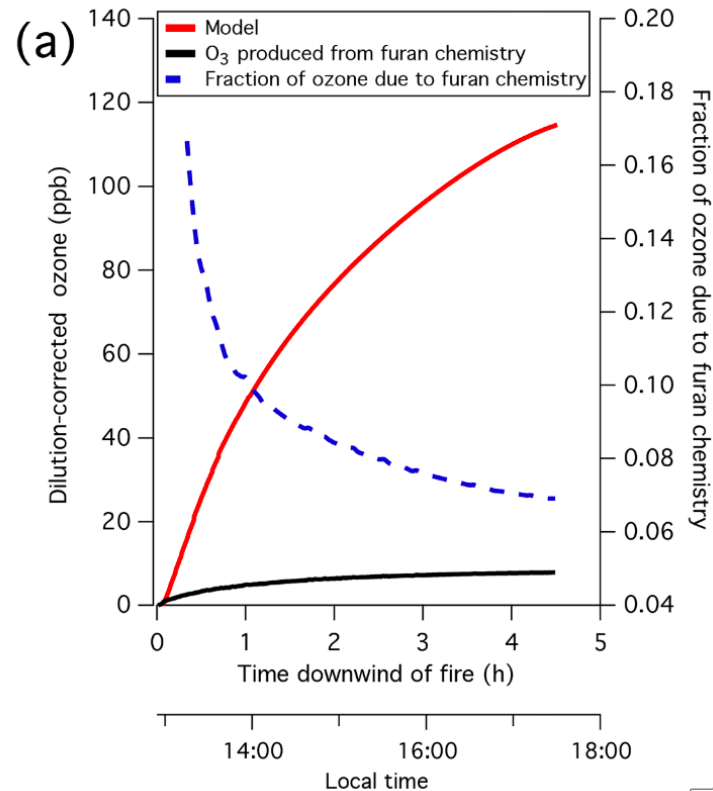 (a)
Model
O3 produced from furan chemistry
Fraction of ozone due to furan chemistry
Dilution-corrected ozone (ppb)
140
120
100
80
60
40
20
0
0.20
0.18
0.16
0.14
0.12
0.10
0.08
0.06
0.04
Fraction of ozone due to furan chemistry
0 1 2 3 4 5
Time downwind of fire (h)
14:00 16:00 18:00
Local time